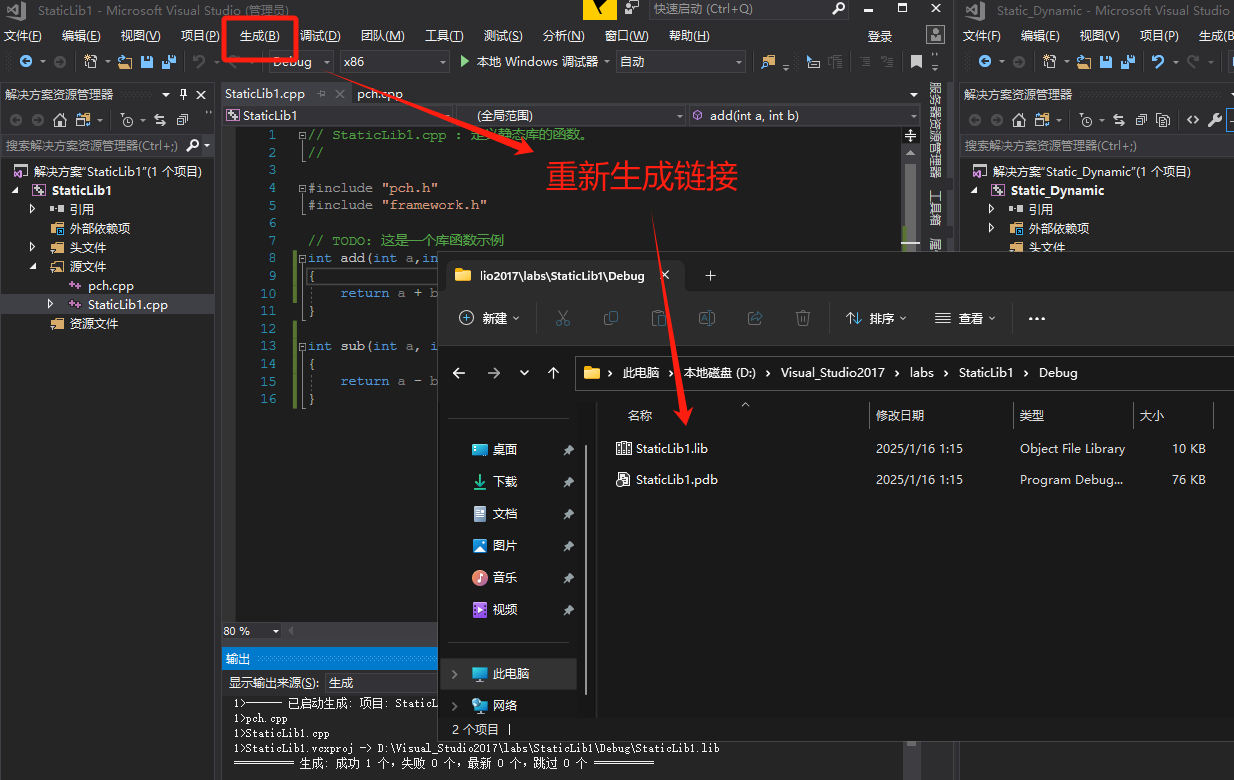 StaticLib1 - Microsoft Visual Studio (管理员)
快速启动 (Ctrl+Q)
文件(F) 编辑(E) 视图(V) 项目(P) 生成(B) 调试(D) 团队(M) 工具(T) 测试(S) 分析(N) 窗口(W) 帮助(H) 登录
Debug x86 本地 Windows 调试器 自动
解决方案资源管理器
搜索解决方案资源管理器(Ctrl+;)
解决方案"StaticLib1"(1 个项目)
StaticLib1
引用
外部依赖项
头文件
源文件
pch.cpp
StaticLib1.cpp
资源文件
StaticLib1.cpp pch.cpp
StaticLib1 (全局范围) add(int a, int b)
1 // StaticLib1.cpp : 定义静态库的函数。
2 //
3
4 #include "pch.h"
5 #include "framework.h"
6
7 // TODO: 这是一个库函数示例
8 int add(int a,in
9 {
10 return a + b
11 }
12
13 int sub(int a, i
14 {
15 return a - b
16 }
重新生成链接
80 %
输出
显示输出来源(S): 生成
1>------ 已启动生成: 项目: StaticL
1>pch.cpp
1>StaticLib1.cpp
1>StaticLib1.vcxproj -> D:\Visual_Studio2017\labs\StaticLib1\Debug\StaticLib1.lib
========== 生成: 成功 1 个，失败 0 个，最新 0 个，跳过 0 个 ==========
服务器资源管理器
工具箱
Static_Dynamic - Microsoft Visual Studio
文件(F) 编辑(E) 视图(V) 项目(P) 生成(B
解决方案资源管理器
搜索解决方案资源管理器(Ctrl+;)
解决方案"Static_Dynamic"(1 个项目)
Static_Dynamic
引用
外部依赖项
头文件
lio2017\labs\StaticLib1\Debug
新建 排序 查看
此电脑 本地磁盘 (D:) Visual_Studio2017 labs StaticLib1 Debug
名称 修改日期 类型 大小
StaticLib1.lib 2025/1/16 1:15 Object File Library 10 KB
StaticLib1.pdb 2025/1/16 1:15 Program Debug... 76 KB
桌面
下载
文档
图片
音乐
视频
此电脑
网络
2 个项目